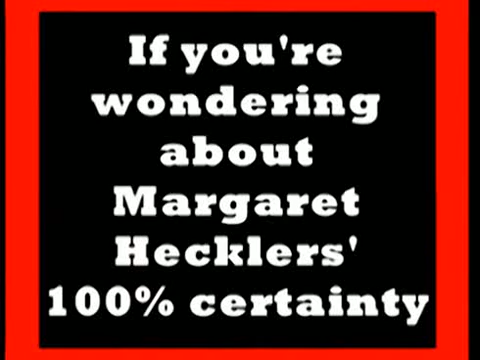 If you're
wondering
about
Margaret
Hecklers'
100% certainty